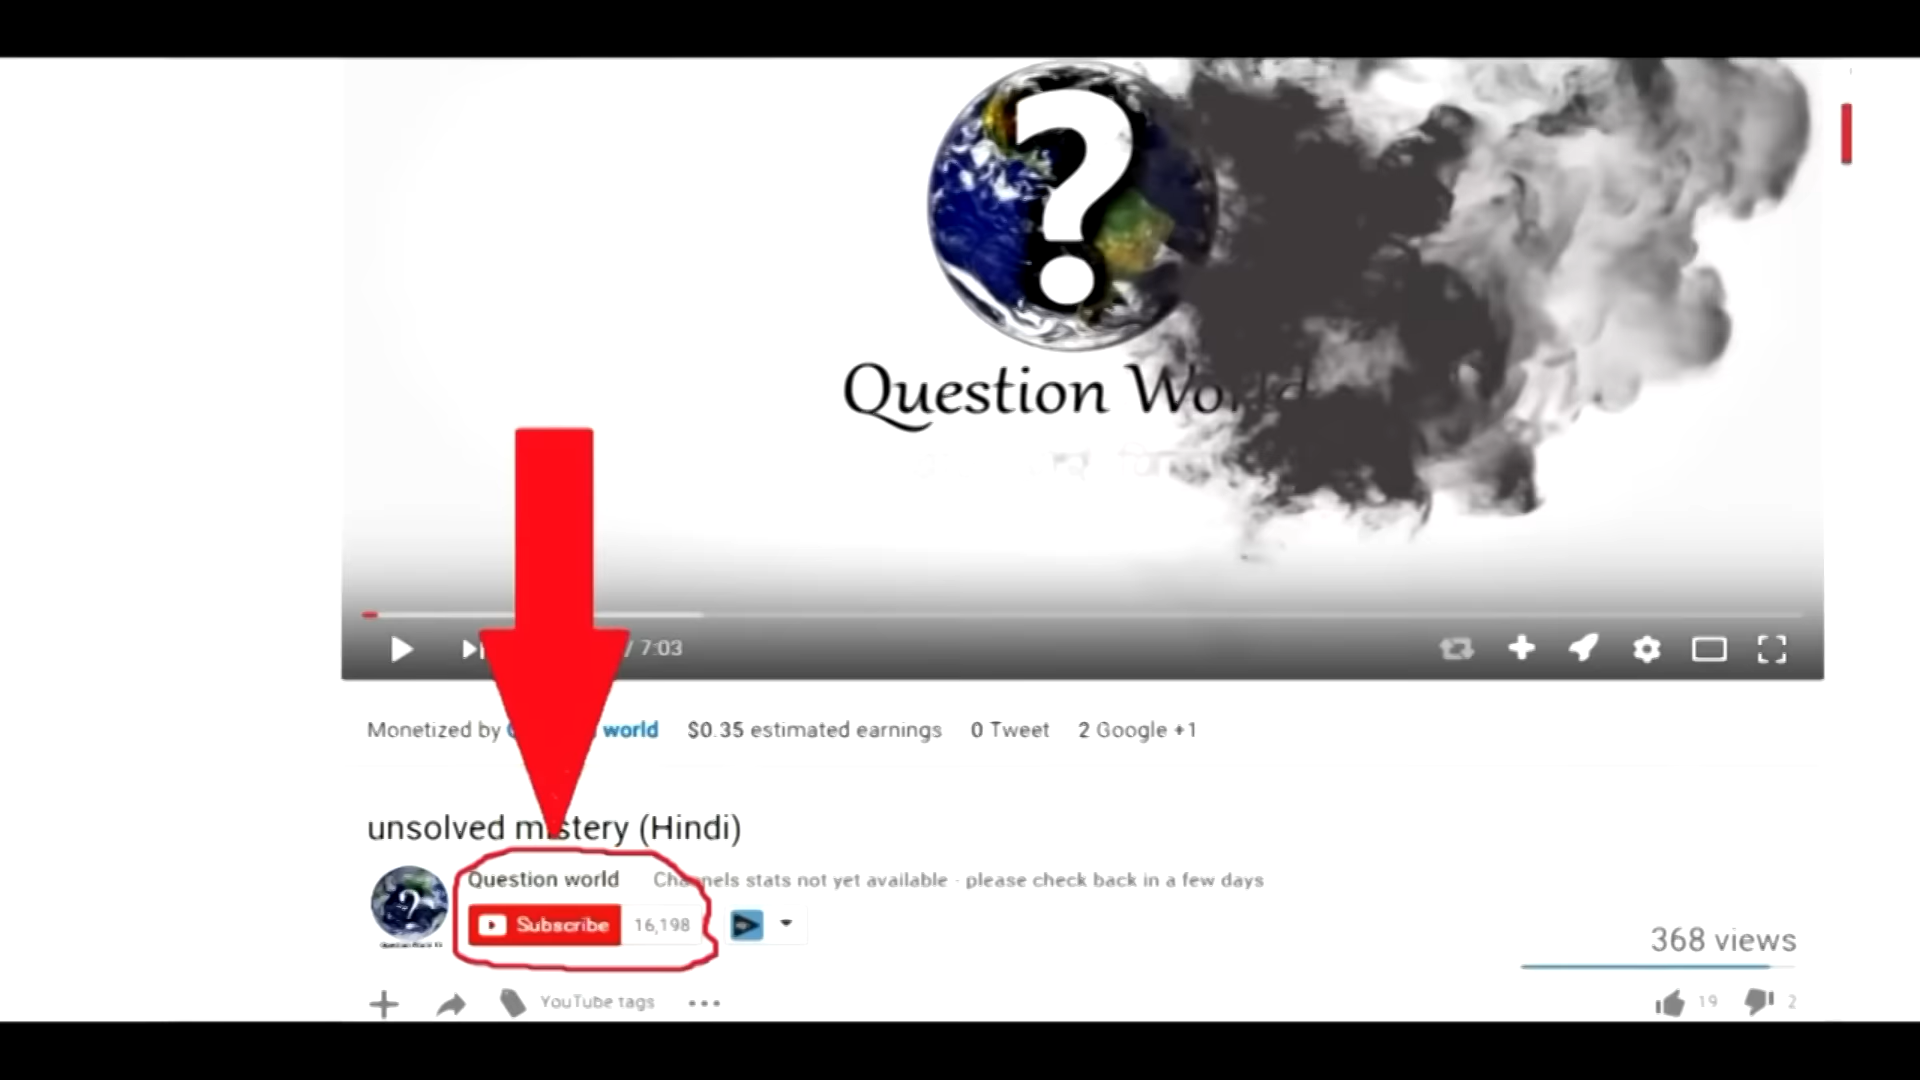 ?
Question World
/ 7:03
Monetized by world $0.35 estimated earnings 0 Tweet 2 Google +1
unsolved mistery (Hindi)
Question world Channels stats not yet available - please check back in a few days
Subscribe 16,198
368 views
YouTube tags
19 2